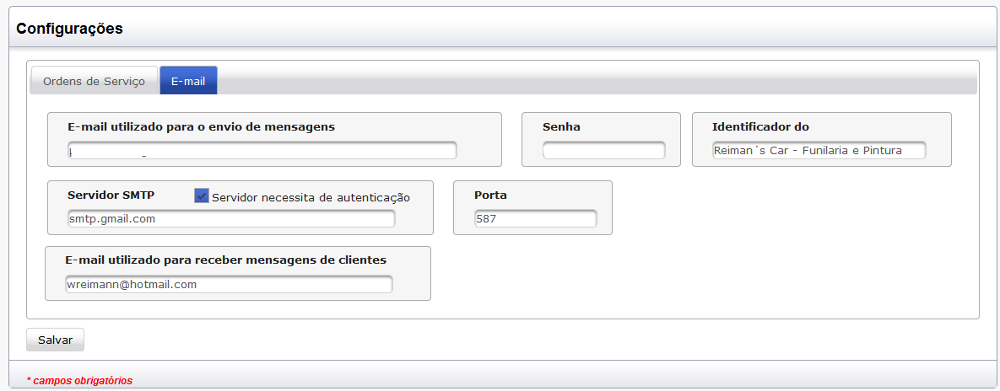 Configurações
Ordens de Serviço
E-mail
E-mail utilizado para o envio de mensagens
Senha
Identificador do
Reiman´s Car - Funilaria e Pintura
Servidor SMTP
Servidor necessita de autenticação
Porta
smtp.gmail.com
587
E-mail utilizado para receber mensagens de clientes
wreimann@hotmail.com
Salvar
* campos obrigatórios